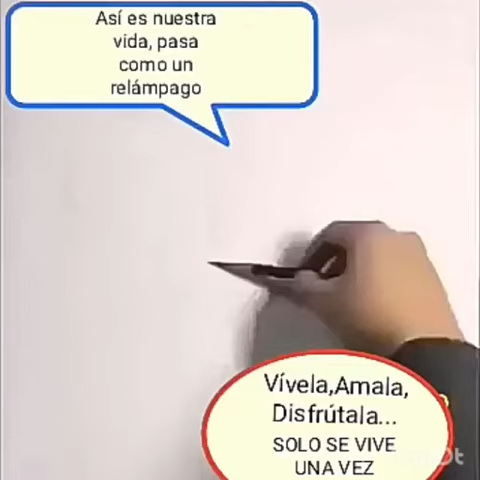 Así es nuestra
vida, pasa
como un
relámpago
Vívela,Amala,
Disfrútala...
SOLO SE VIVE
UNA VEZ